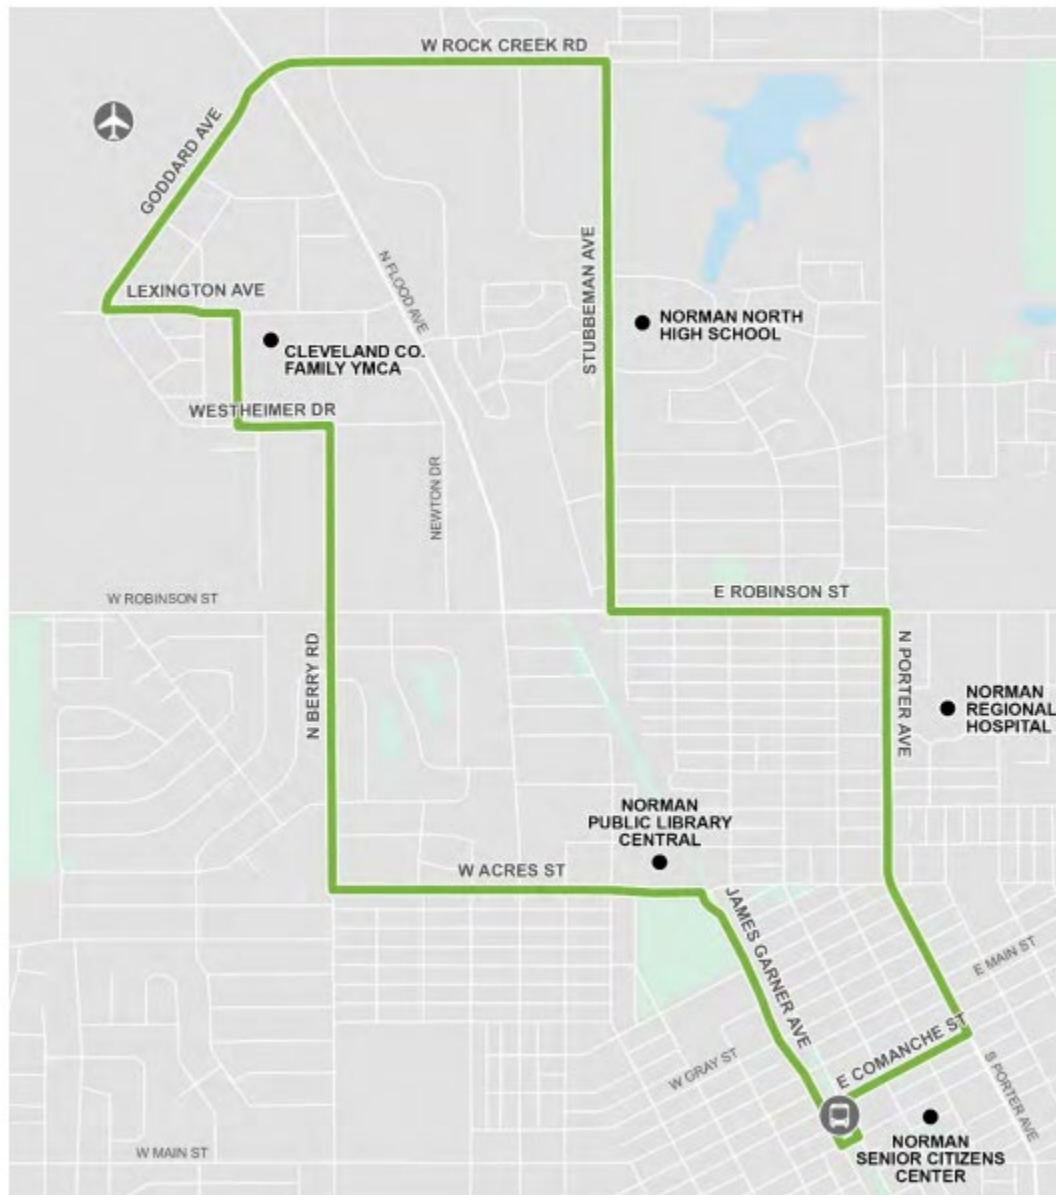 W ROCK CREEK RD
GODDARD AVE
LEXINGTON AVE
N FLOOD AVE
STUBBEMAN AVE
NORMAN NORTH
HIGH SCHOOL
CLEVELAND CO.
FAMILY YMCA
WESTHEIMER DR
NEWTON DR
W ROBINSON ST
E ROBINSON ST
N BERRY RD
N PORTER AVE
NORMAN
REGIONAL
HOSPITAL
NORMAN
PUBLIC LIBRARY
CENTRAL
W ACRES ST
JAMES GARNER AVE
E MAIN ST
W GRAY ST
E COMANCHE ST
S PORTER AVE
W MAIN ST
NORMAN
SENIOR CITIZENS
CENTER